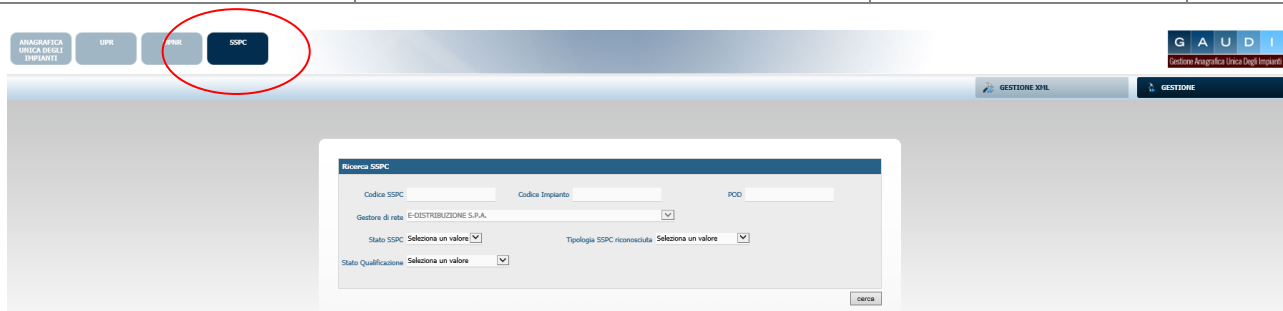 ANAGRAFICA UNICA DEGLI IMPIANTI
UPR
UPNR
SSPC
G A U D I
Gestione Anagrafica Unica Degli Impianti
GESTIONE XML
GESTIONE
Ricerca SSPC
Codice SSPC Codice Impianto POD
Gestore di rete E-DISTRIBUZIONE S.P.A.
Stato SSPC Seleziona un valore Tipologia SSPC riconosciuta Seleziona un valore
Stato Qualificazione Seleziona un valore
cerca